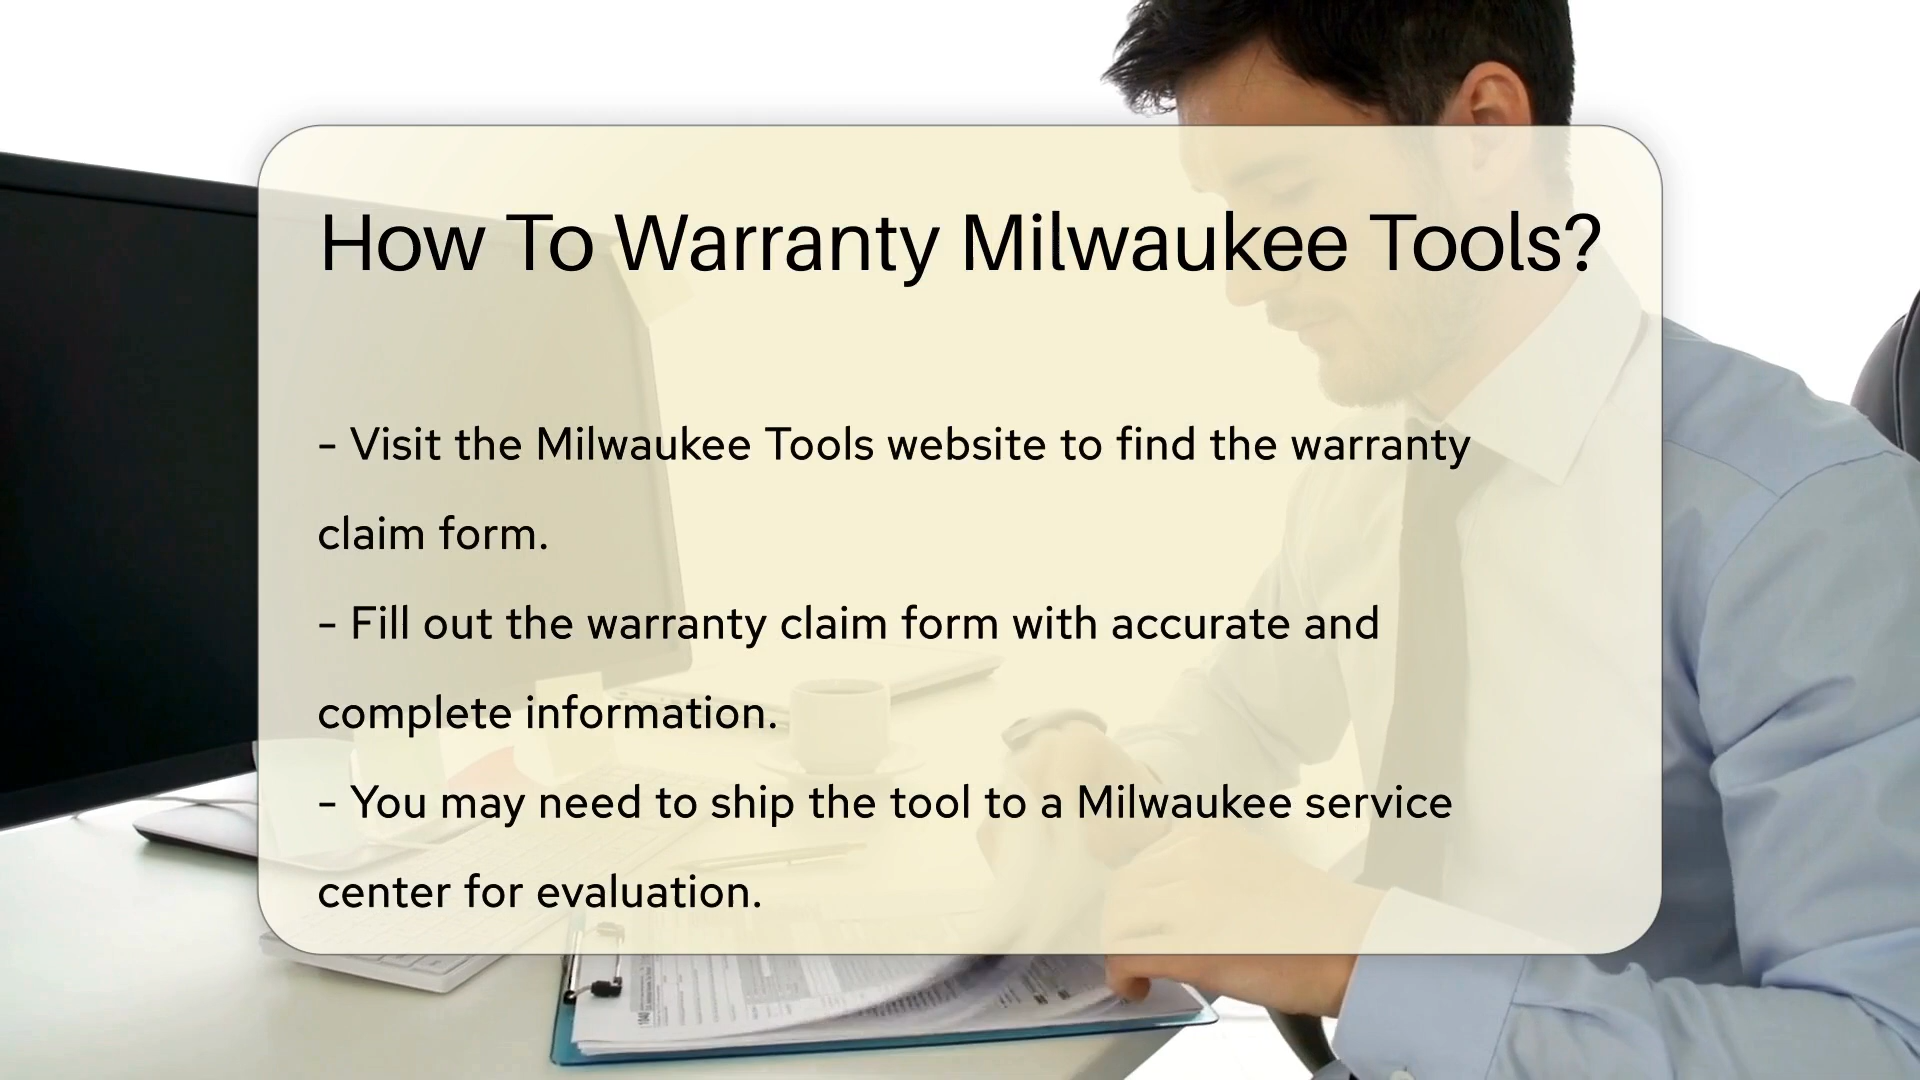 How To Warranty Milwaukee Tools?
- Visit the Milwaukee Tools website to find the warranty
claim form.
- Fill out the warranty claim form with accurate and
complete information.
- You may need to ship the tool to a Milwaukee service
center for evaluation.